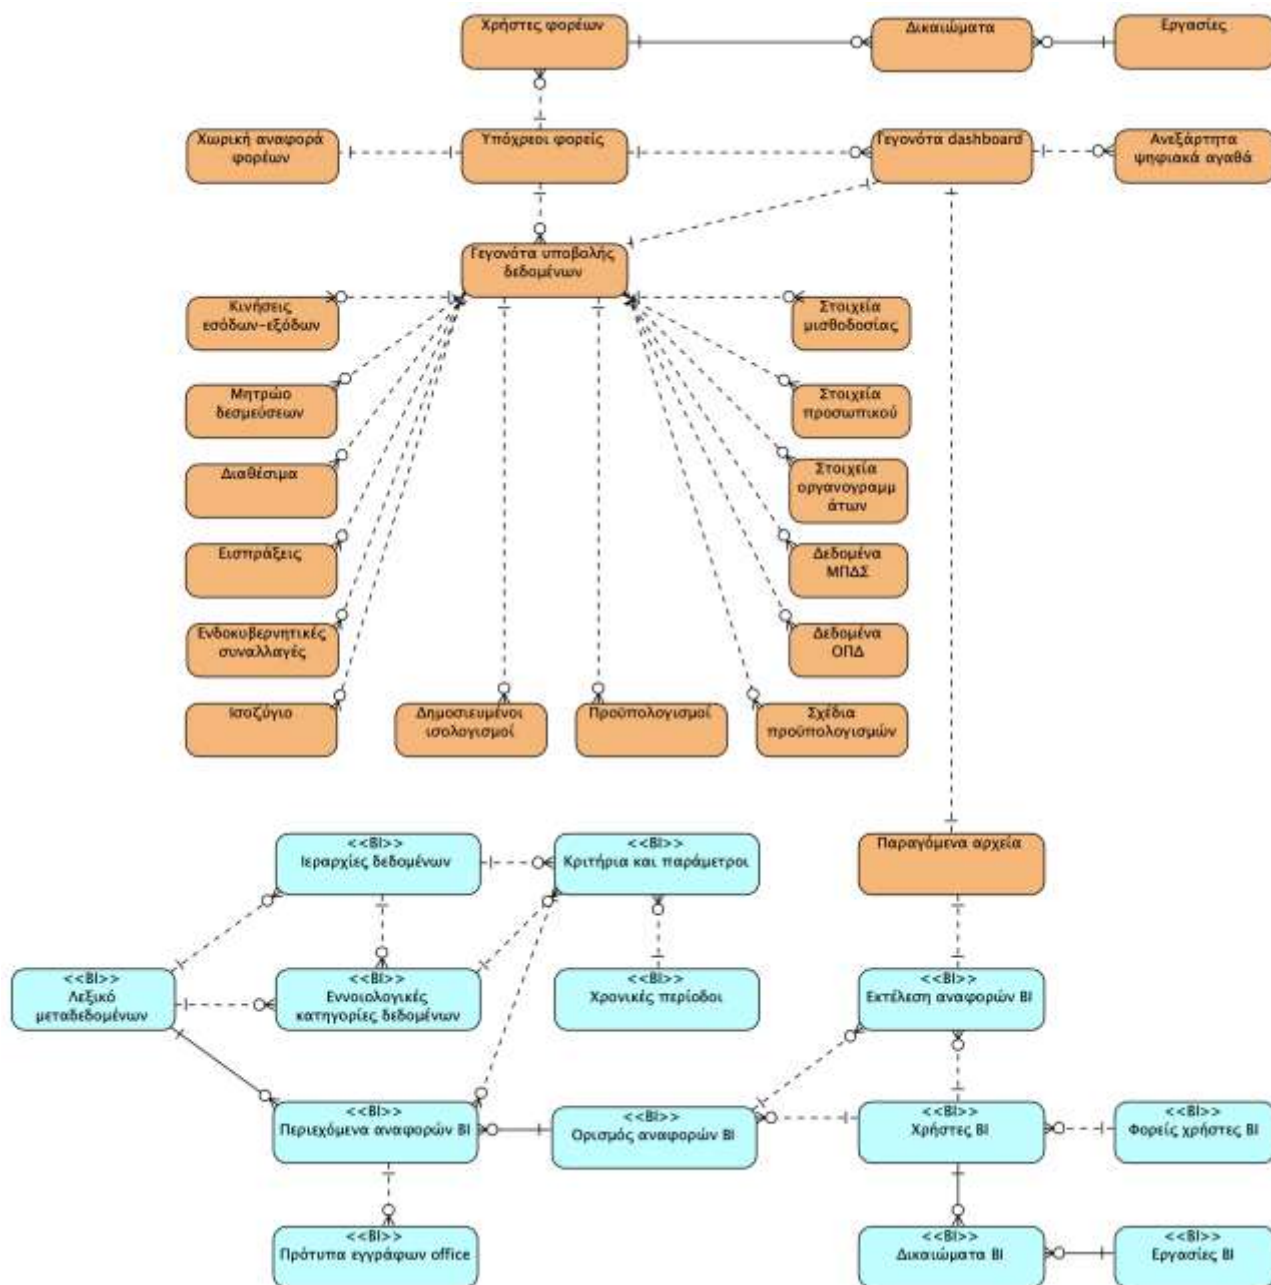 Χρήστες φορέων
Δικαιώματα
Εργασίες
Χωρική αναφορά
φορέων
Υπόχρεοι φορείς
Γεγονότα dashboard
Ανεξάρτητα
ψηφιακά αγαθά
Γεγονότα υποβολής
δεδομένων
Κινήσεις
εσόδων-εξόδων
Στοιχεία
μισθοδοσίας
Μητρώο
δεσμεύσεων
Στοιχεία
προσωπικού
Διαθέσιμα
Στοιχεία
οργανογραμμ
άτων
Εισπράξεις
Δεδομένα
ΜΠΔΣ
Ενδοκυβερνητικές
συναλλαγές
Δεδομένα
ΟΠΔ
Ισοζύγιο
Δημοσιευμένοι
ισολογισμοί
Προϋπολογισμοί
Σχέδια
προϋπολογισμών
<<BI>>
Ιεραρχίες δεδομένων
<<BI>>
Κριτήρια και παράμετροι
Παραγόμενα αρχεία
<<BI>>
Λεξικό
μεταδεδομένων
<<BI>>
Εννοιολογικές
κατηγορίες δεδομένων
<<BI>>
Χρονικές περίοδοι
<<BI>>
Εκτέλεση αναφορών BI
<<BI>>
Περιεχόμενα αναφορών BI
<<BI>>
Ορισμός αναφορών BI
<<BI>>
Χρήστες BI
<<BI>>
Φορείς χρήστες BI
<<BI>>
Πρότυπα εγγράφων office
<<BI>>
Δικαιώματα BI
<<BI>>
Εργασίες BI